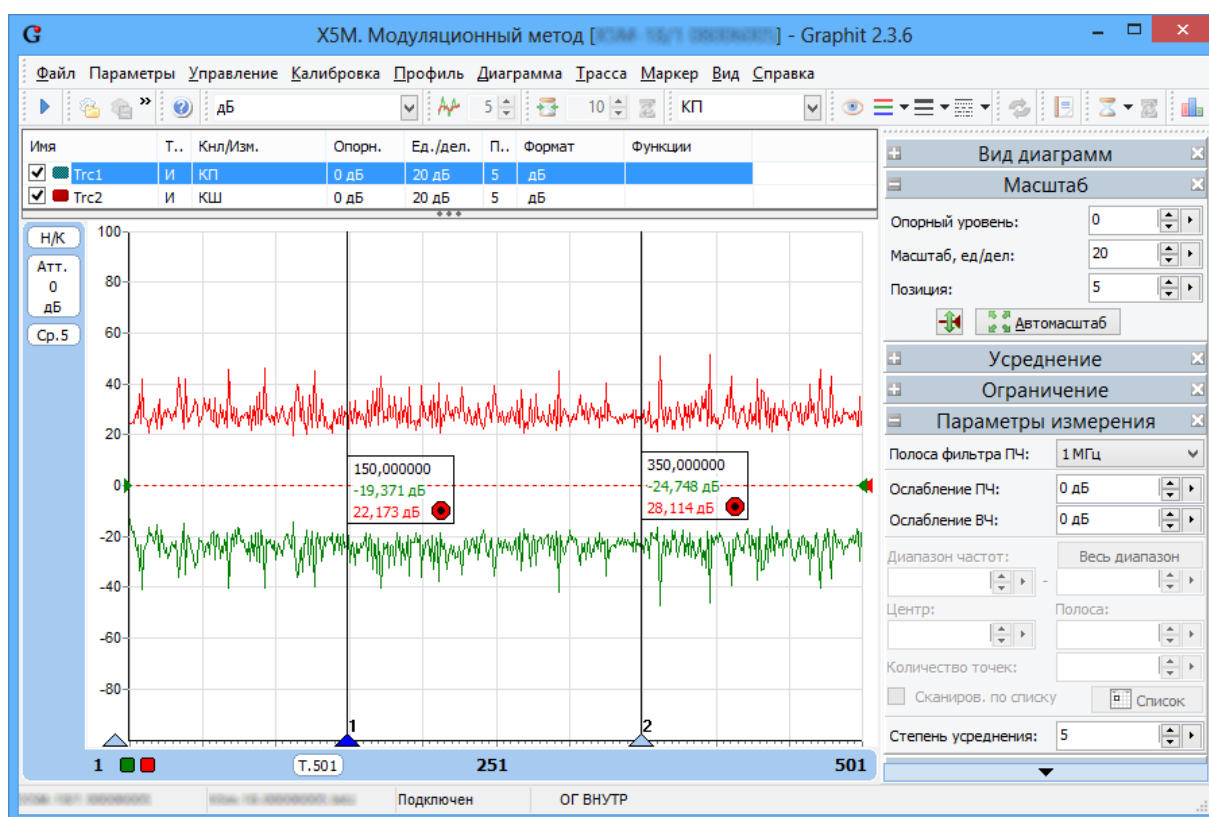 G X5M. Модуляционный метод [ ] - Graphit 2.3.6
Файл Параметры Управление Калибровка Профиль Диаграмма Трасса Маркер Вид Справка
» ? дБ 5 10 КП
Имя Т.. Кнл/Изм. Опорн. Ед./дел. П.. Формат Функции
Trc1 И КП 0 дБ 20 дБ 5 дБ
Trc2 И КШ 0 дБ 20 дБ 5 дБ
Н/К
Атт.
0
дБ
Ср.5
100
80
60
40
20
0
-20
-40
-60
-80
150,000000
-19,371 дБ
22,173 дБ
350,000000
-24,748 дБ
28,114 дБ
1
2
1 Т.501 251 501
Вид диаграмм
Масштаб
Опорный уровень: 0
Масштаб, ед/дел: 20
Позиция: 5
Автомасштаб
Усреднение
Ограничение
Параметры измерения
Полоса фильтра ПЧ: 1 МГц
Ослабление ПЧ: 0 дБ
Ослабление ВЧ: 0 дБ
Диапазон частот: Весь диапазон
-
Центр: Полоса:
Количество точек:
Сканиров. по списку Список
Степень усреднения: 5
Подключен ОГ ВНУТР